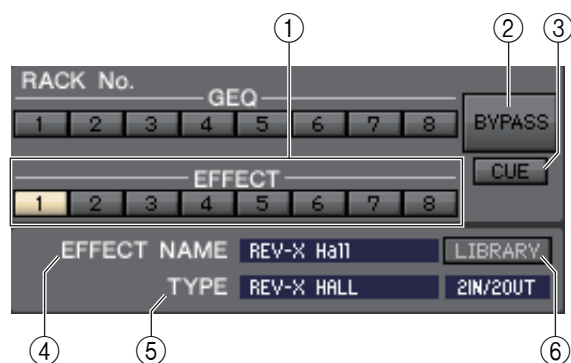 ① ② ③
RACK No.
GEQ
1 2 3 4 5 6 7 8 BYPASS
CUE
EFFECT
1 2 3 4 5 6 7 8
EFFECT NAME REV-X Hall LIBRARY
TYPE REV-X HALL 2IN/2OUT
④ ⑤ ⑥